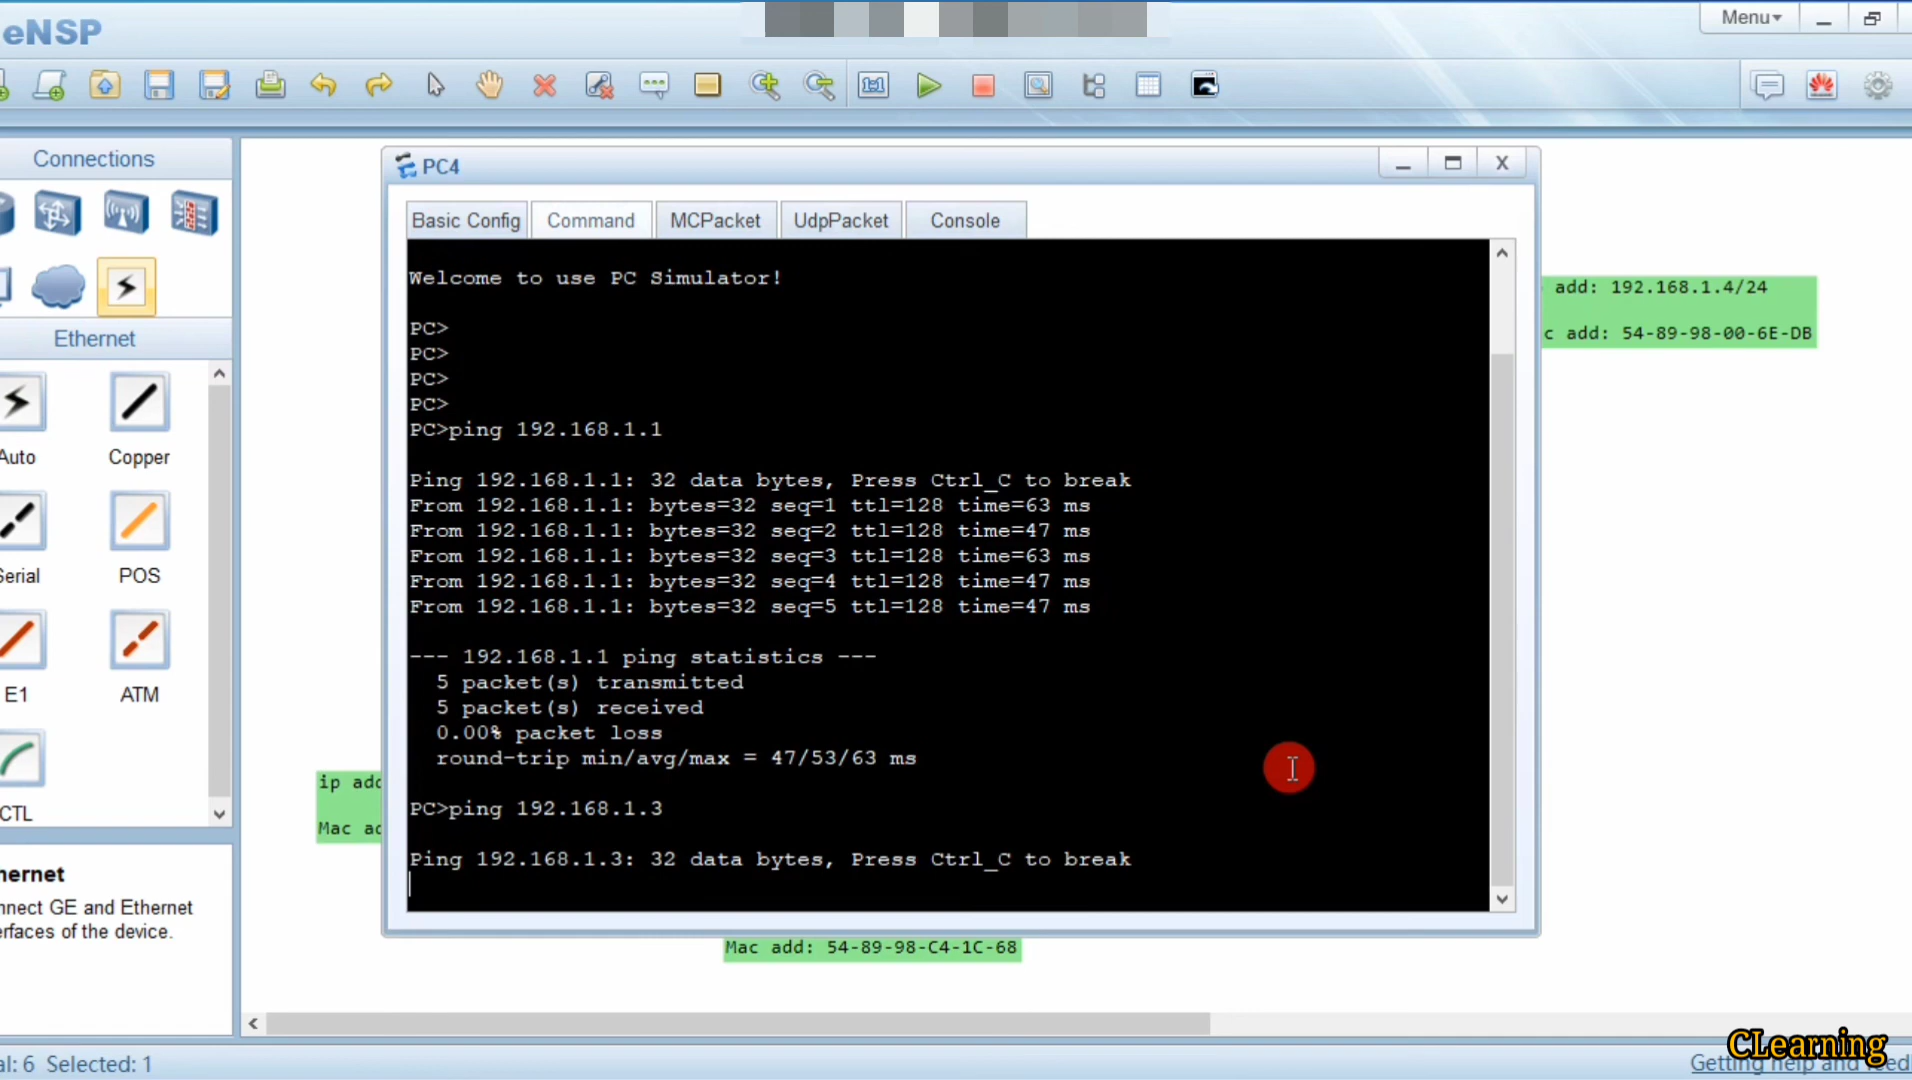 eNSP
Menu
Connections
Ethernet
Auto
Copper
Serial
POS
E1
ATM
CTL
hernet
nnect GE and Ethernet
erfaces of the device.
PC4
Basic Config
Command
MCPacket
UdpPacket
Console
Welcome to use PC Simulator!
PC>
PC>
PC>
PC>
PC>ping 192.168.1.1
Ping 192.168.1.1: 32 data bytes, Press Ctrl_C to break
From 192.168.1.1: bytes=32 seq=1 ttl=128 time=63 ms
From 192.168.1.1: bytes=32 seq=2 ttl=128 time=47 ms
From 192.168.1.1: bytes=32 seq=3 ttl=128 time=63 ms
From 192.168.1.1: bytes=32 seq=4 ttl=128 time=47 ms
From 192.168.1.1: bytes=32 seq=5 ttl=128 time=47 ms
--- 192.168.1.1 ping statistics ---
5 packet(s) transmitted
5 packet(s) received
0.00% packet loss
round-trip min/avg/max = 47/53/63 ms
PC>ping 192.168.1.3
Ping 192.168.1.3: 32 data bytes, Press Ctrl_C to break
add: 192.168.1.4/24
c add: 54-89-98-00-6E-DB
ip add
Mac ad
Mac add: 54-89-98-C4-1C-68
al: 6 Selected: 1
CLearning
Getting help and feed